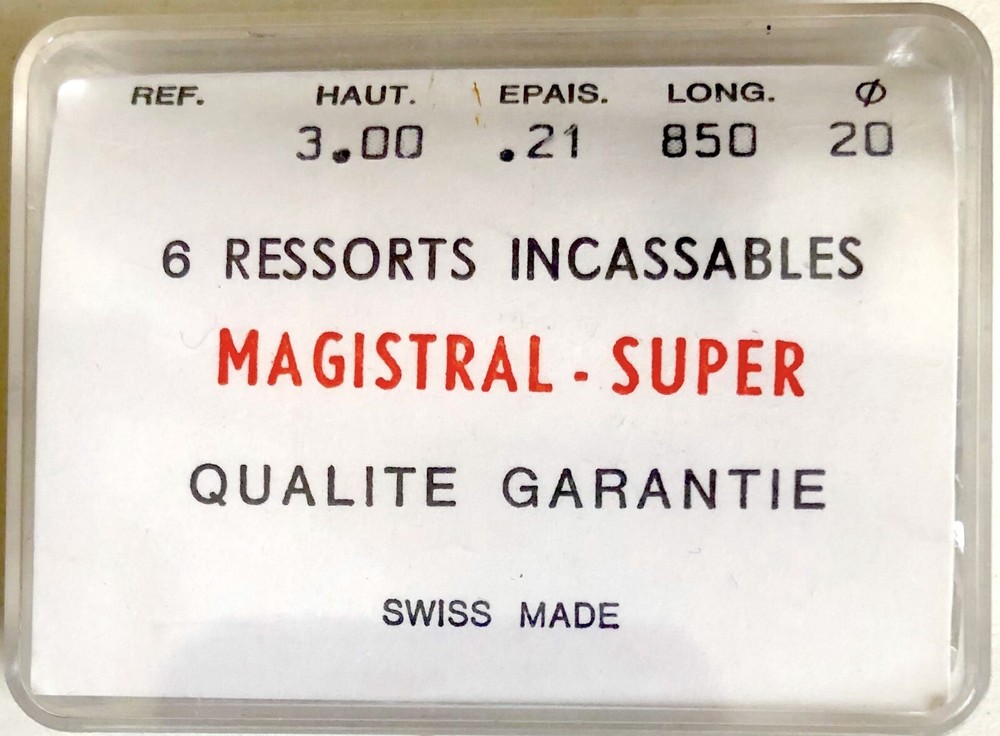 REF. HAUT. EPAIS. LONG. Ø
3.00 .21 850 20
6 RESSORTS INCASSABLES
MAGISTRAL - SUPER
QUALITE GARANTIE
SWISS MADE